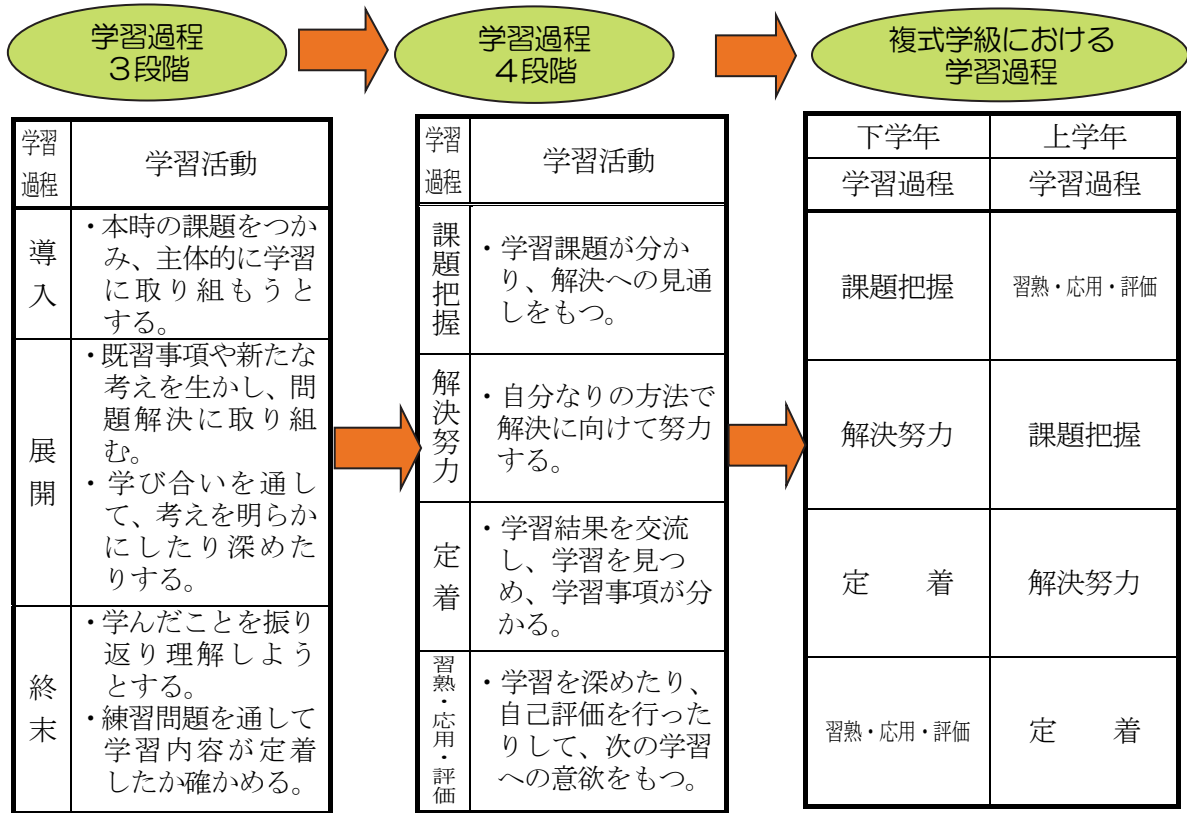 学習過程
３段階
学習過程
４段階
複式学級における
学習過程
学習
過程
学習活動
導入
・本時の課題をつか
み、主体的に学習
に取り組もうと
する。
展開
・既習事項や新たな
考えを生かし、問
題解決に取り組
む。
・学び合いを通し
て、考えを明らか
にしたり深めた
りする。
終末
・学んだことを振り
返り理解しよう
とする。
・練習問題を通して
学習内容が定着
したか確かめる。
学習
過程
学習活動
課題把握
・学習課題が分か
り、解決への見通
しをもつ。
解決努力
・自分なりの方法で
解決に向けて努力
する。
定着
・学習結果を交流
し、学習を見つ
め、学習事項が分
かる。
習熟・応用・評価
・学習を深めたり、
自己評価を行った
りして、次の学習
への意欲をもつ。
下学年 上学年
学習過程 学習過程
課題把握 習熟・応用・評価
解決努力 課題把握
定　着 解決努力
習熟・応用・評価 定　着